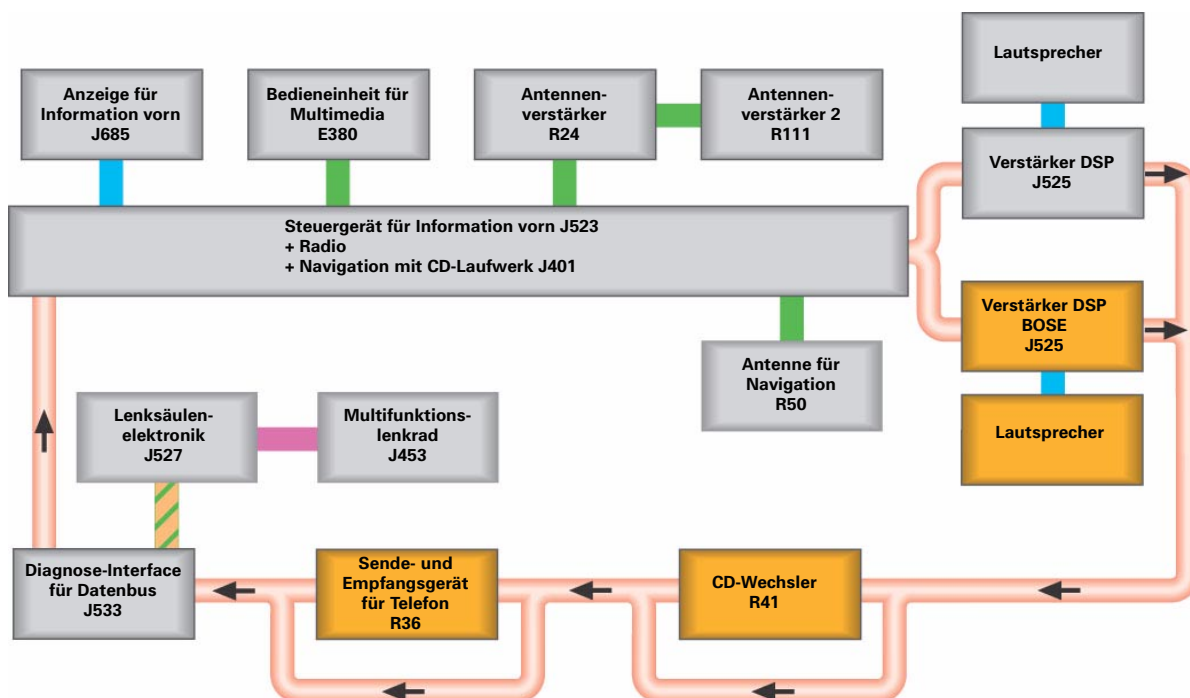 Lautsprecher
Anzeige für
Information vorn
J685
Bedieneinheit für
Multimedia
E380
Antennen-
verstärker
R24
Antennen-
verstärker 2
R111
Verstärker DSP
J525
Steuergerät für Information vorn J523
+ Radio
+ Navigation mit CD-Laufwerk J401
Verstärker DSP
BOSE
J525
Antenne für
Navigation
R50
Lautsprecher
Lenksäulen-
elektronik
J527
Multifunktions-
lenkrad
J453
Diagnose-Interface
für Datenbus
J533
Sende- und
Empfangsgerät
für Telefon
R36
CD-Wechsler
R41